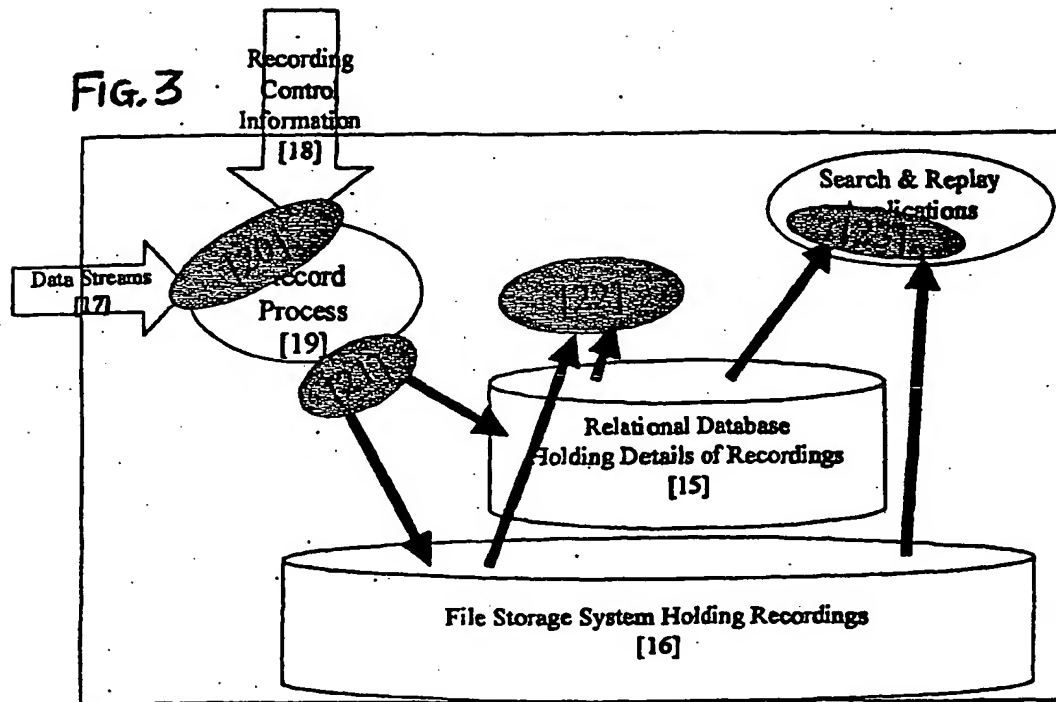 FIG. 3
Recording
Control
Information
[18]
Search & Replay
Data Streams
[17]
Process
[19]
Relational Database
Holding Details of Recordings
[15]
File Storage System Holding Recordings
[16]